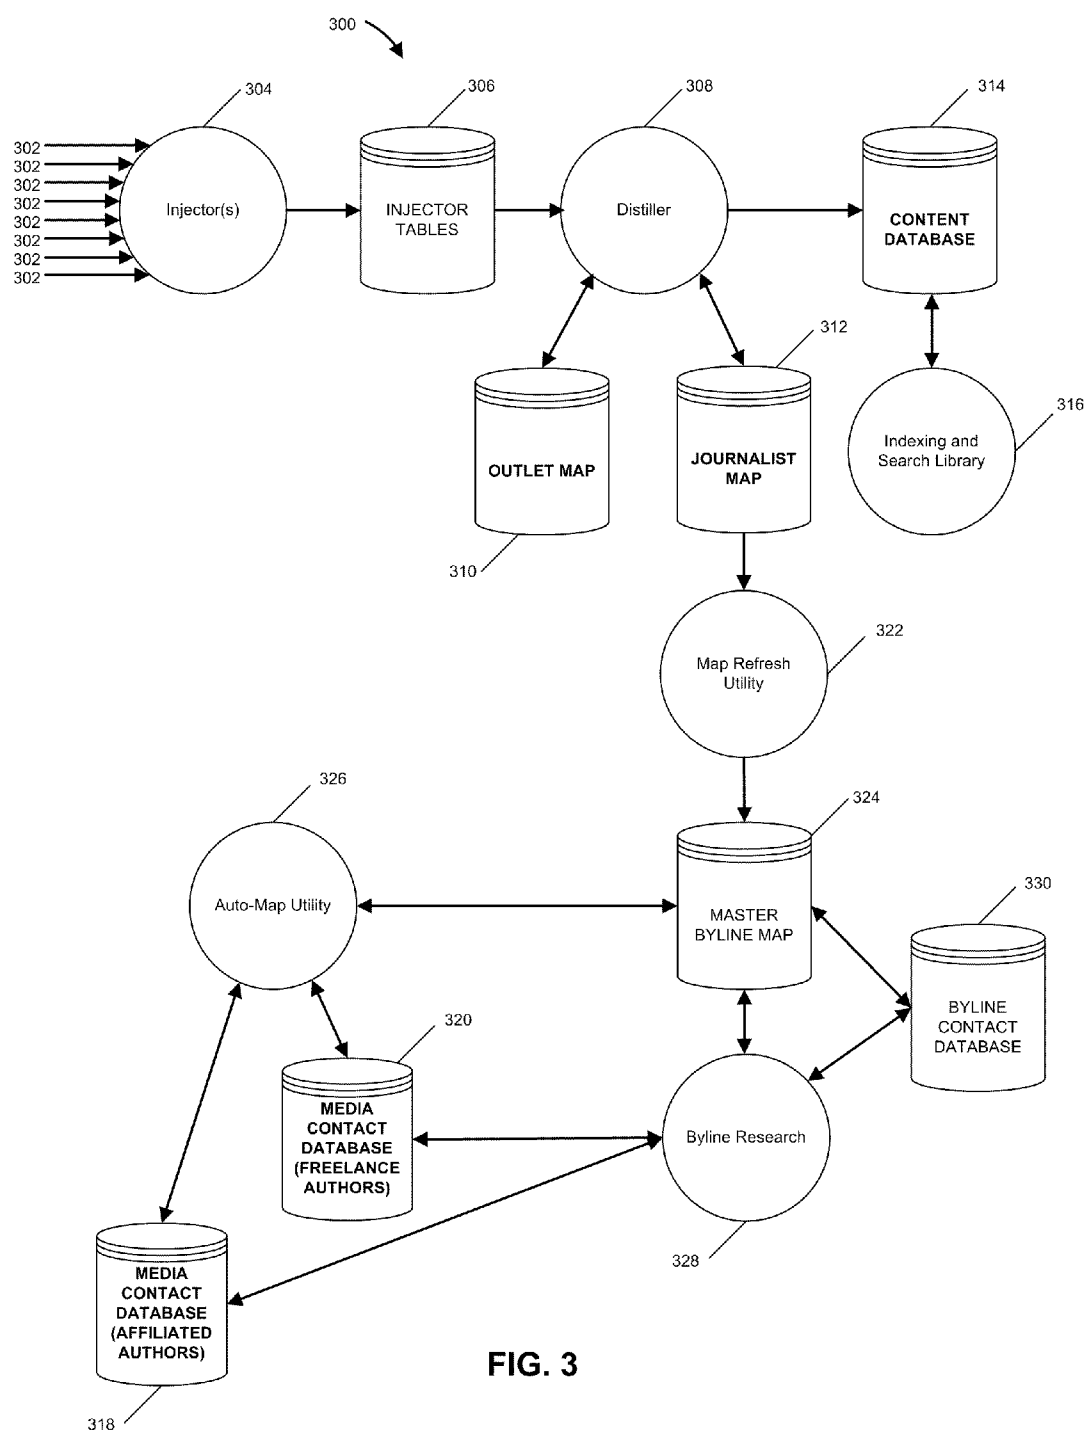 300
304
306
308
314
302
302
302
302
302
302
302
302
Injector(s)
INJECTOR
TABLES
Distiller
CONTENT
DATABASE
312
316
OUTLET MAP
JOURNALIST
MAP
Indexing and
Search Library
310
322
Map Refresh
Utility
326
324
330
Auto-Map Utility
MASTER
BYLINE MAP
BYLINE
CONTACT
DATABASE
320
MEDIA
CONTACT
DATABASE
(FREELANCE
AUTHORS)
Byline Research
328
MEDIA
CONTACT
DATABASE
(AFFILIATED
AUTHORS)
318
FIG. 3